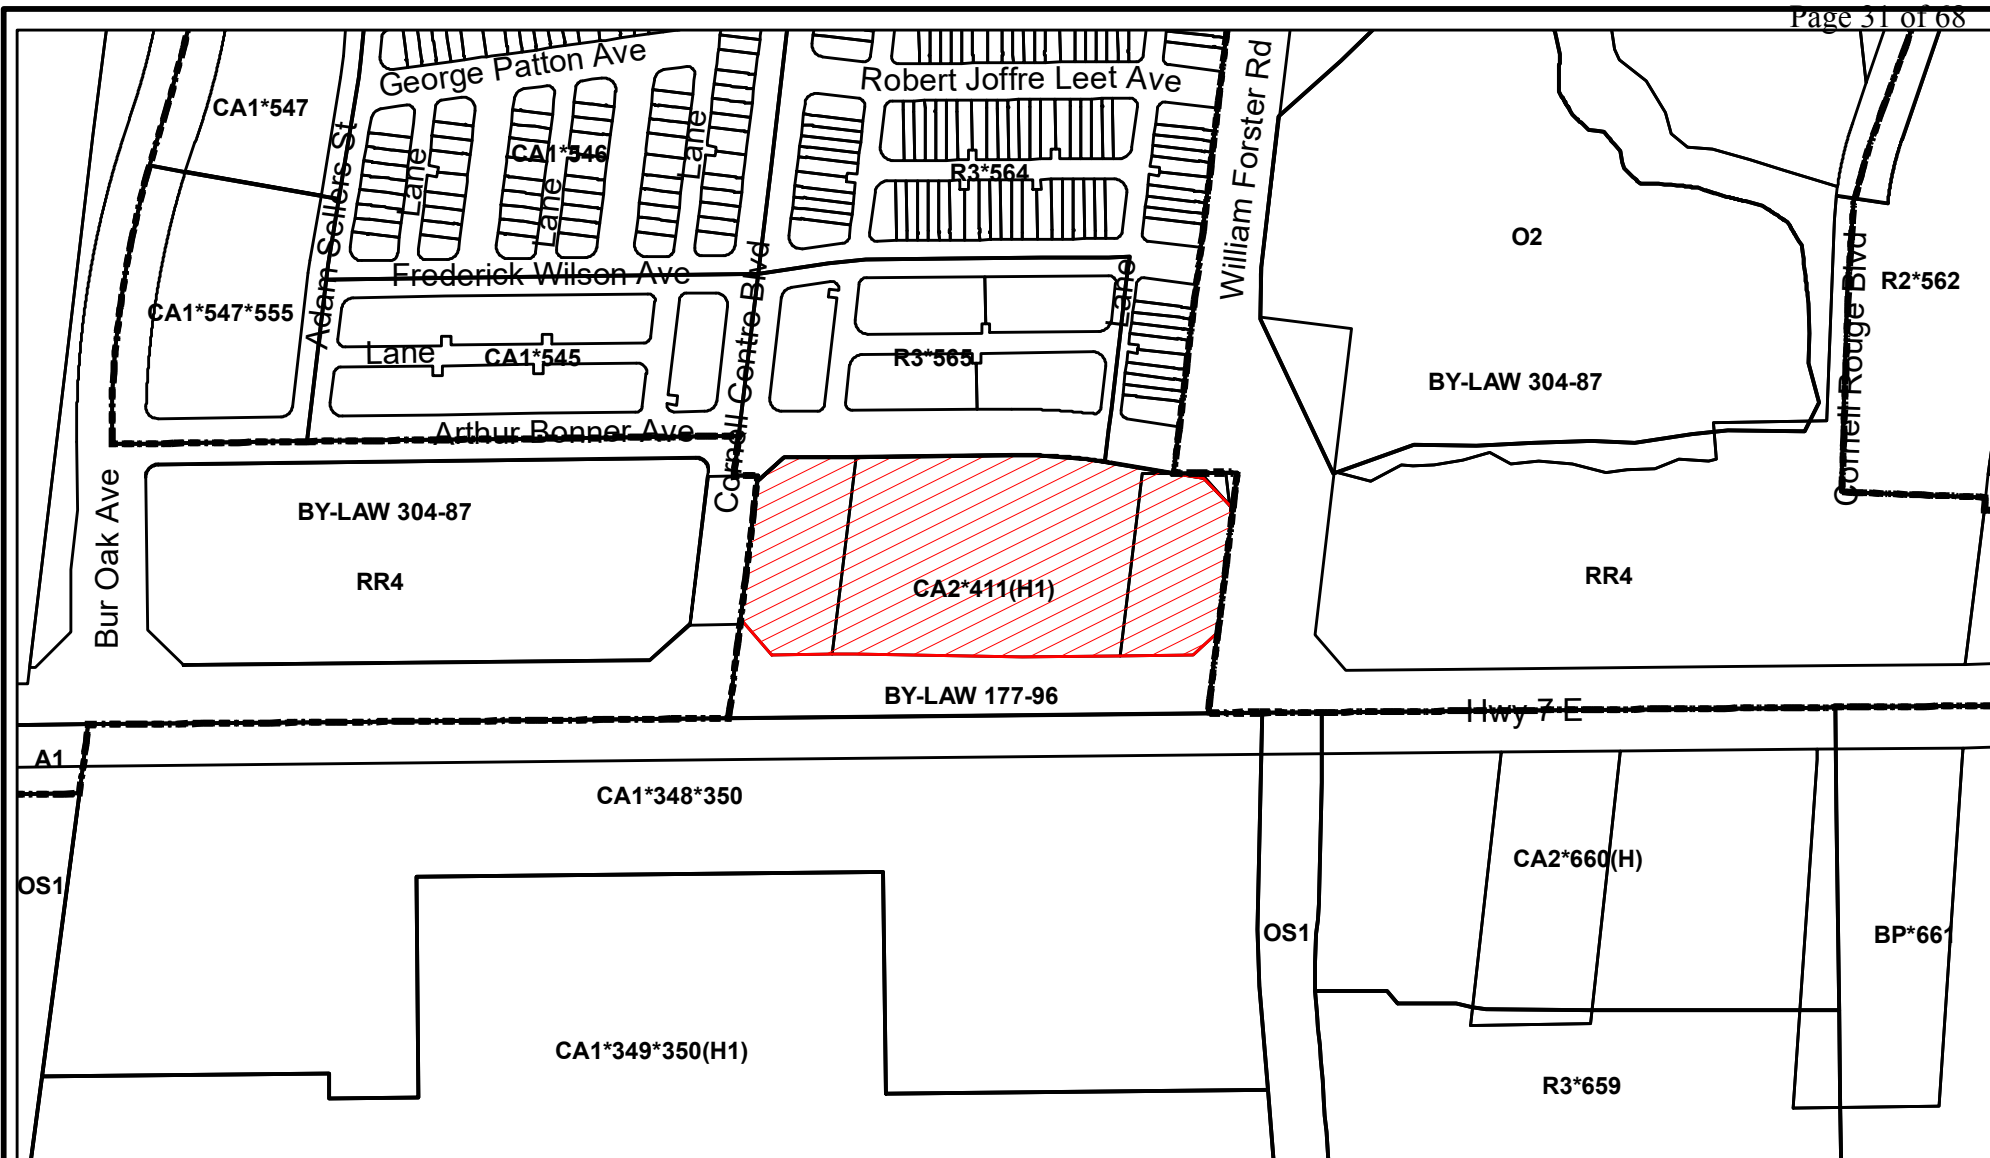 Page 31 of 68
George Patton Ave
Robert Joffre Leet Ave
William Forster Rd
CA1*547
Adam Sellers St
Lane
CA1*546
Lane
Lane
R3*564
O2
Cornell Rouge Blvd
R2*562
Frederick Wilson Ave
CA1*547*555
Cornell Centre Blvd
Lane
Lane
CA1*545
R3*565
BY-LAW 304-87
Arthur Bonner Ave
Bur Oak Ave
BY-LAW 304-87
RR4
CA2*411(H1)
RR4
BY-LAW 177-96
Hwy 7 E
A1
CA1*348*350
CA2*660(H)
OS1
OS1
BP*661
CA1*349*350(H1)
R3*659